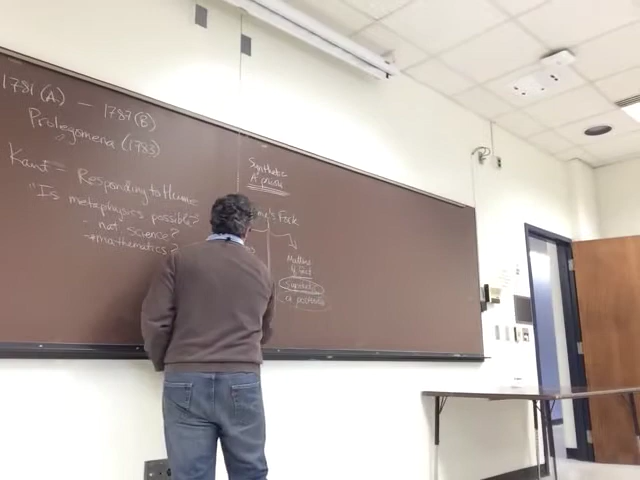 1781 (A) — 1787 (B)
Prolegomena (1783)
Kant = Responding to Hume
"Is metaphysics possible?
- nat. science?
→ mathematics?
Synthetic
A priori
Fork
Matters
of fact
Synthetic
a posteriori